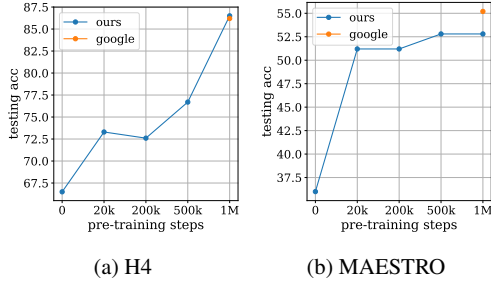 87.5
85.0
82.5
80.0
77.5
75.0
72.5
70.0
67.5
testing acc
ours
google
0 20k 200k 500k 1M
pre-training steps
(a) H4
55.0
52.5
50.0
47.5
45.0
42.5
40.0
37.5
testing acc
ours
google
0 20k 200k 500k 1M
pre-training steps
(b) MAESTRO